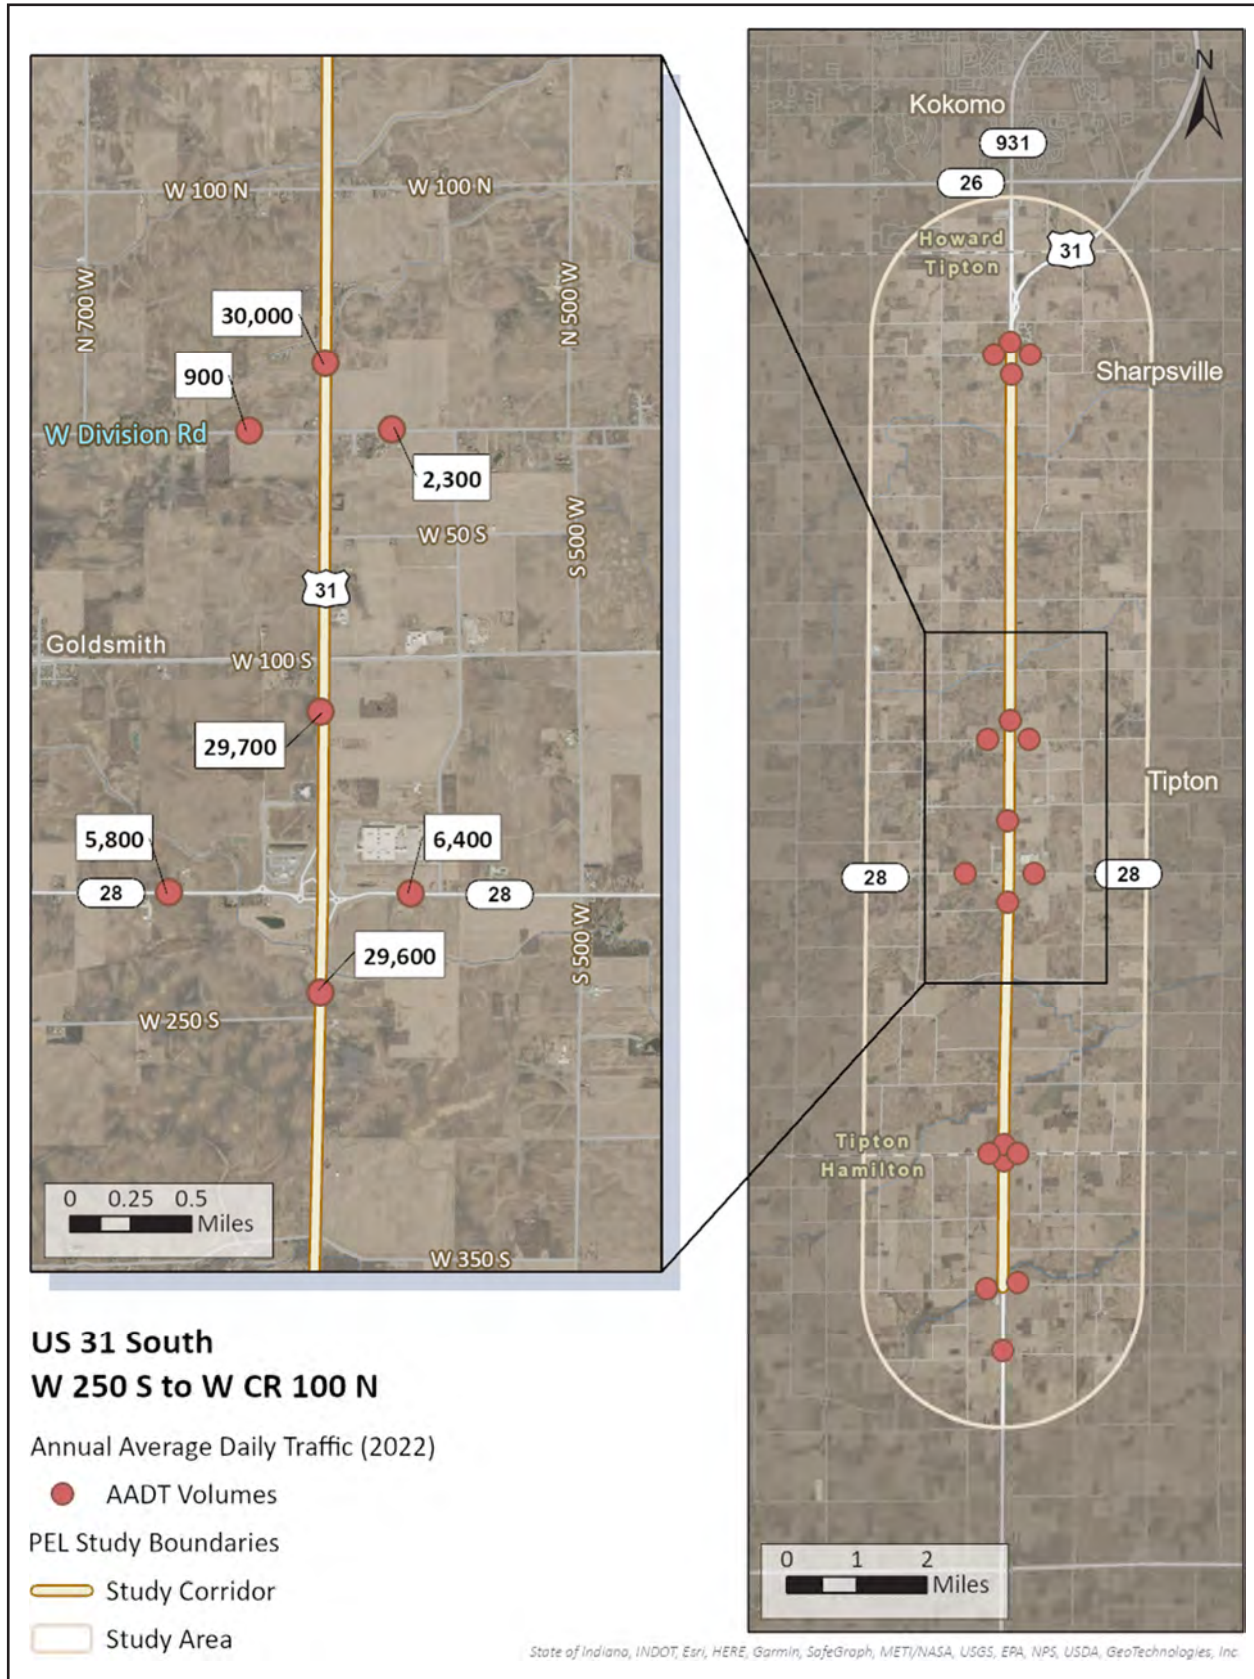 W 100 N
W 100 N
N 700 W
N 500 W
30,000
900
W Division Rd
2,300
W 50 S
S 500 W
31
Goldsmith
W 100 S
29,700
5,800
6,400
28
28
29,600
S 500 W
W 250 S
0 0.25 0.5
Miles
W 350 S
N
Kokomo
931
26
Howard
Tipton
31
Sharpsville
Tipton
28
28
Tipton
Hamilton
0 1 2
Miles
US 31 South
W 250 S to W CR 100 N
Annual Average Daily Traffic (2022)
AADT Volumes
PEL Study Boundaries
Study Corridor
Study Area
State of Indiana, INDOT, Esri, HERE, Garmin, SafeGraph, METI/NASA, USGS, EPA, NPS, USDA, GeoTechnologies, Inc.